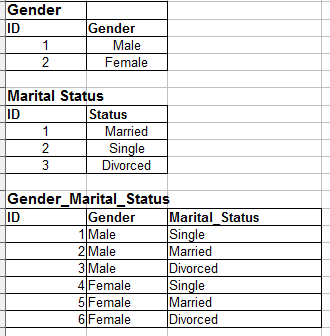 Gender
ID Gender
1 Male
2 Female
Marital Status
ID Status
1 Married
2 Single
3 Divorced
Gender_Marital_Status
ID Gender Marital_Status
1 Male Single
2 Male Married
3 Male Divorced
4 Female Single
5 Female Married
6 Female Divorced